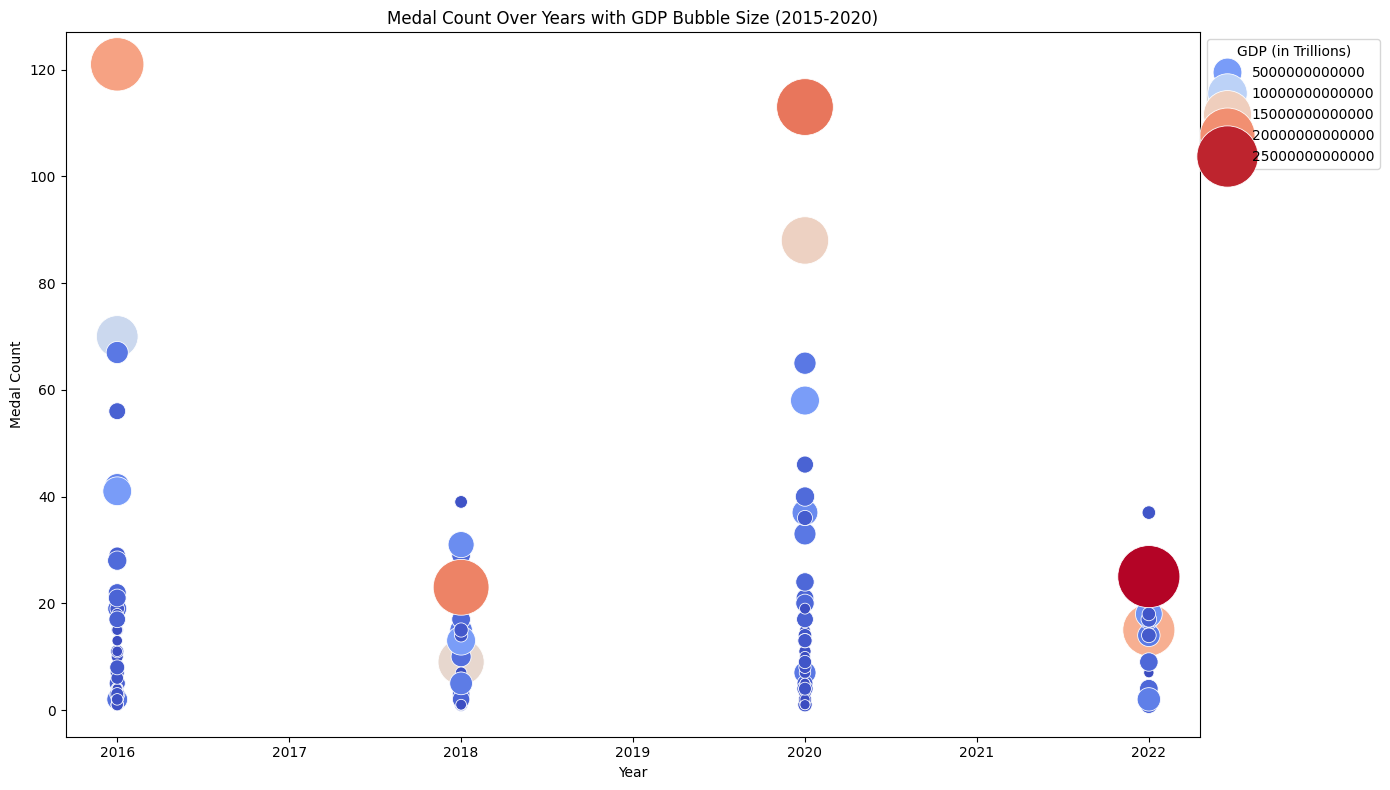 Medal Count Over Years with GDP Bubble Size (2015-2020)
GDP (in Trillions)
5000000000000
10000000000000
15000000000000
20000000000000
25000000000000
Medal Count
120
100
80
60
40
20
0
2016 2017 2018 2019 2020 2021 2022
Year